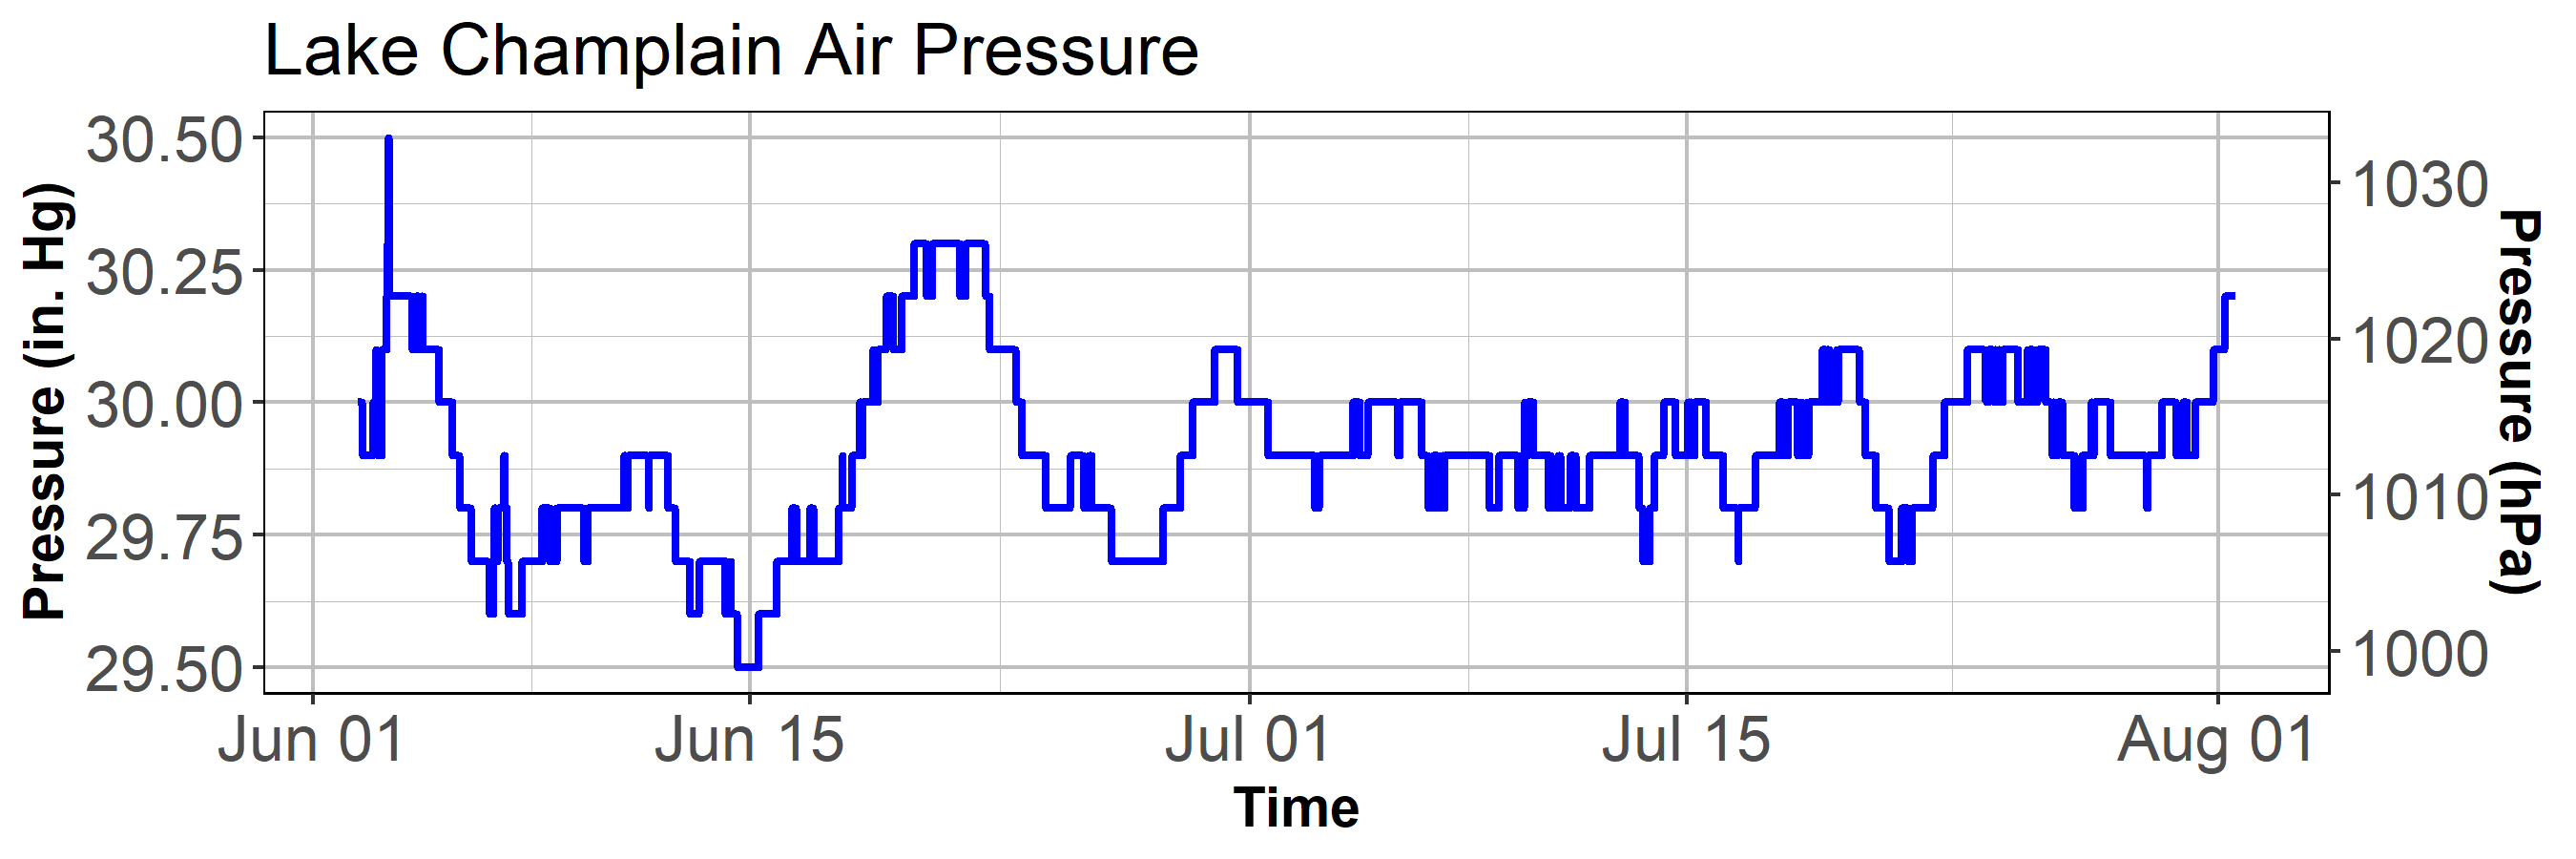 Lake Champlain Air Pressure
Pressure (in. Hg)
30.50
30.25
30.00
29.75
29.50
1030
1020
1010
1000
Pressure (hPa)
Jun 01 Jun 15 Jul 01 Jul 15 Aug 01
Time